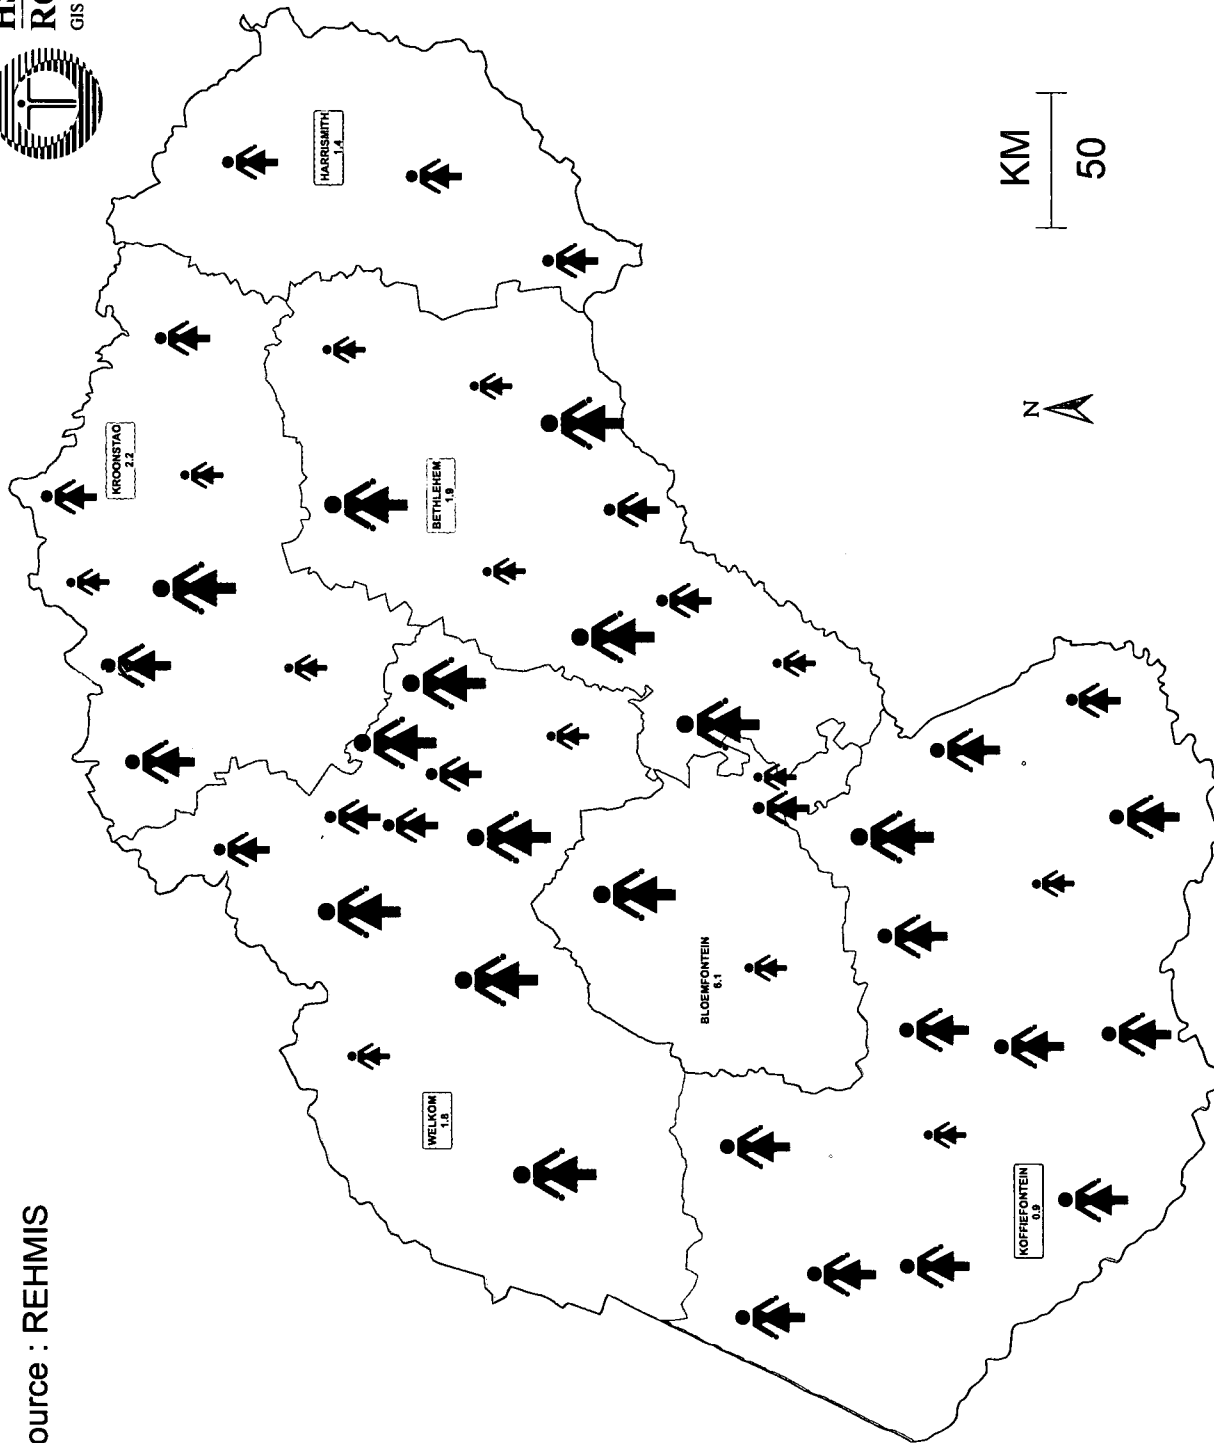 ource : REHMIS
GIS
KROONSTAO
2.2
HARRISMITH
1.4
BETHLEHEM
1.9
WELKOM
1.8
BLOEMFONTEIN
6.1
KOFFIEFONTEIN
0.9
N
KM
50